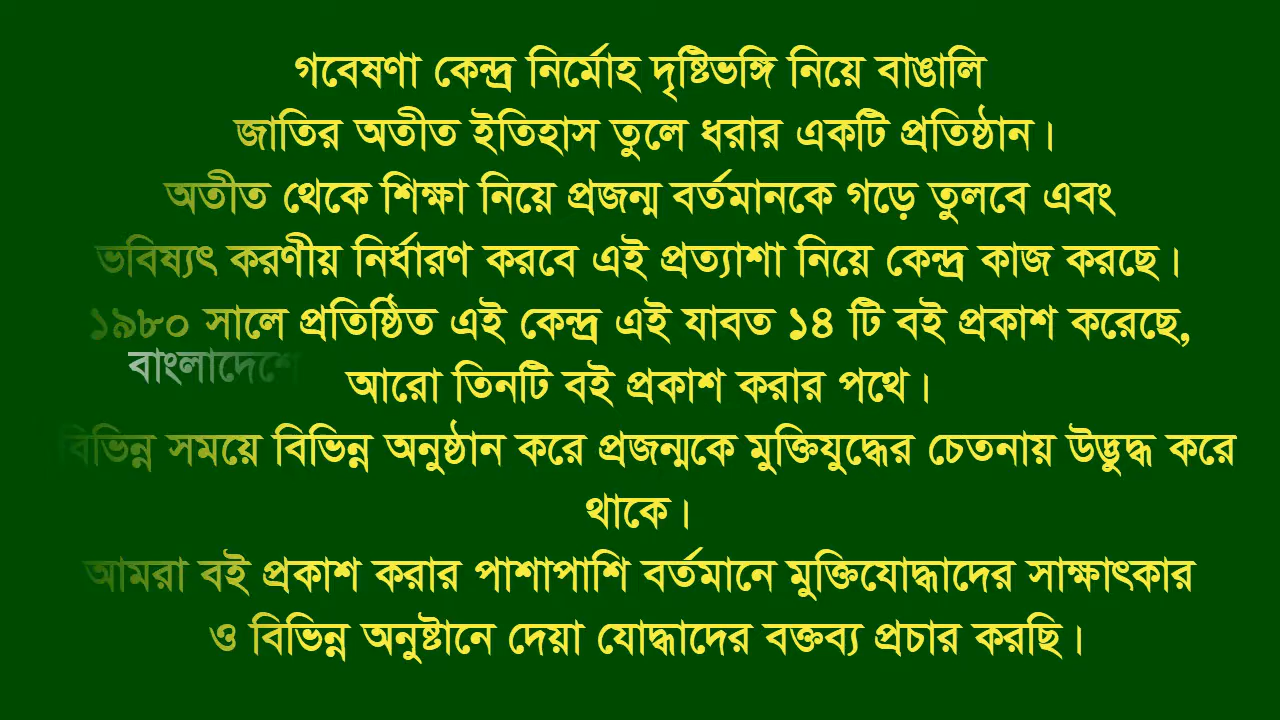 গবেষণা কেন্দ্র নির্মোহ দৃষ্টিভঙ্গি নিয়ে বাঙালি
জাতির অতীত ইতিহাস তুলে ধরার একটি প্রতিষ্ঠান।
অতীত থেকে শিক্ষা নিয়ে প্রজন্ম বর্তমানকে গড়ে তুলবে এবং
ভবিষ্যৎ করণীয় নির্ধারণ করবে এই প্রত্যাশা নিয়ে কেন্দ্র কাজ করছে।
১৯৮০ সালে প্রতিষ্ঠিত এই কেন্দ্র এই যাবত ১৪ টি বই প্রকাশ করেছে,
বাংলাদেশে
আরো তিনটি বই প্রকাশ করার পথে।
বিভিন্ন সময়ে বিভিন্ন অনুষ্ঠান করে প্রজন্মকে মুক্তিযুদ্ধের চেতনায় উদ্ভুদ্ধ করে
থাকে।
আমরা বই প্রকাশ করার পাশাপাশি বর্তমানে মুক্তিযোদ্ধাদের সাক্ষাৎকার
ও বিভিন্ন অনুষ্টানে দেয়া যোদ্ধাদের বক্তব্য প্রচার করছি।